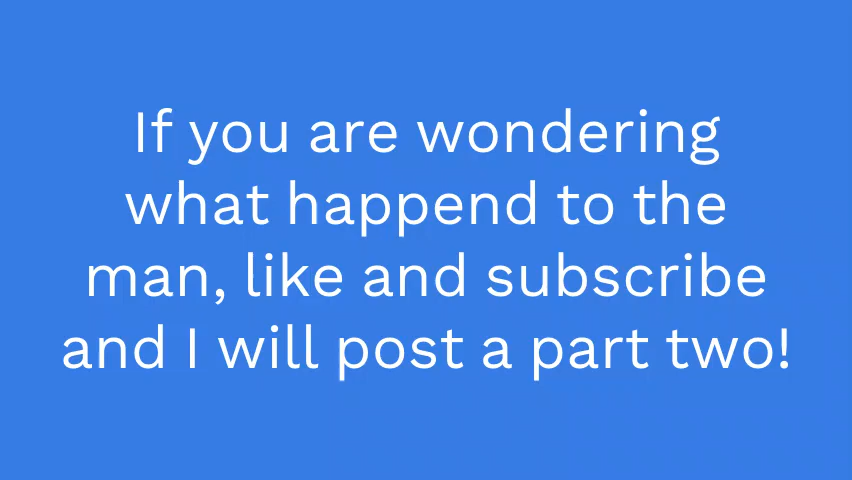 If you are wondering
what happend to the
man, like and subscribe
and I will post a part two!